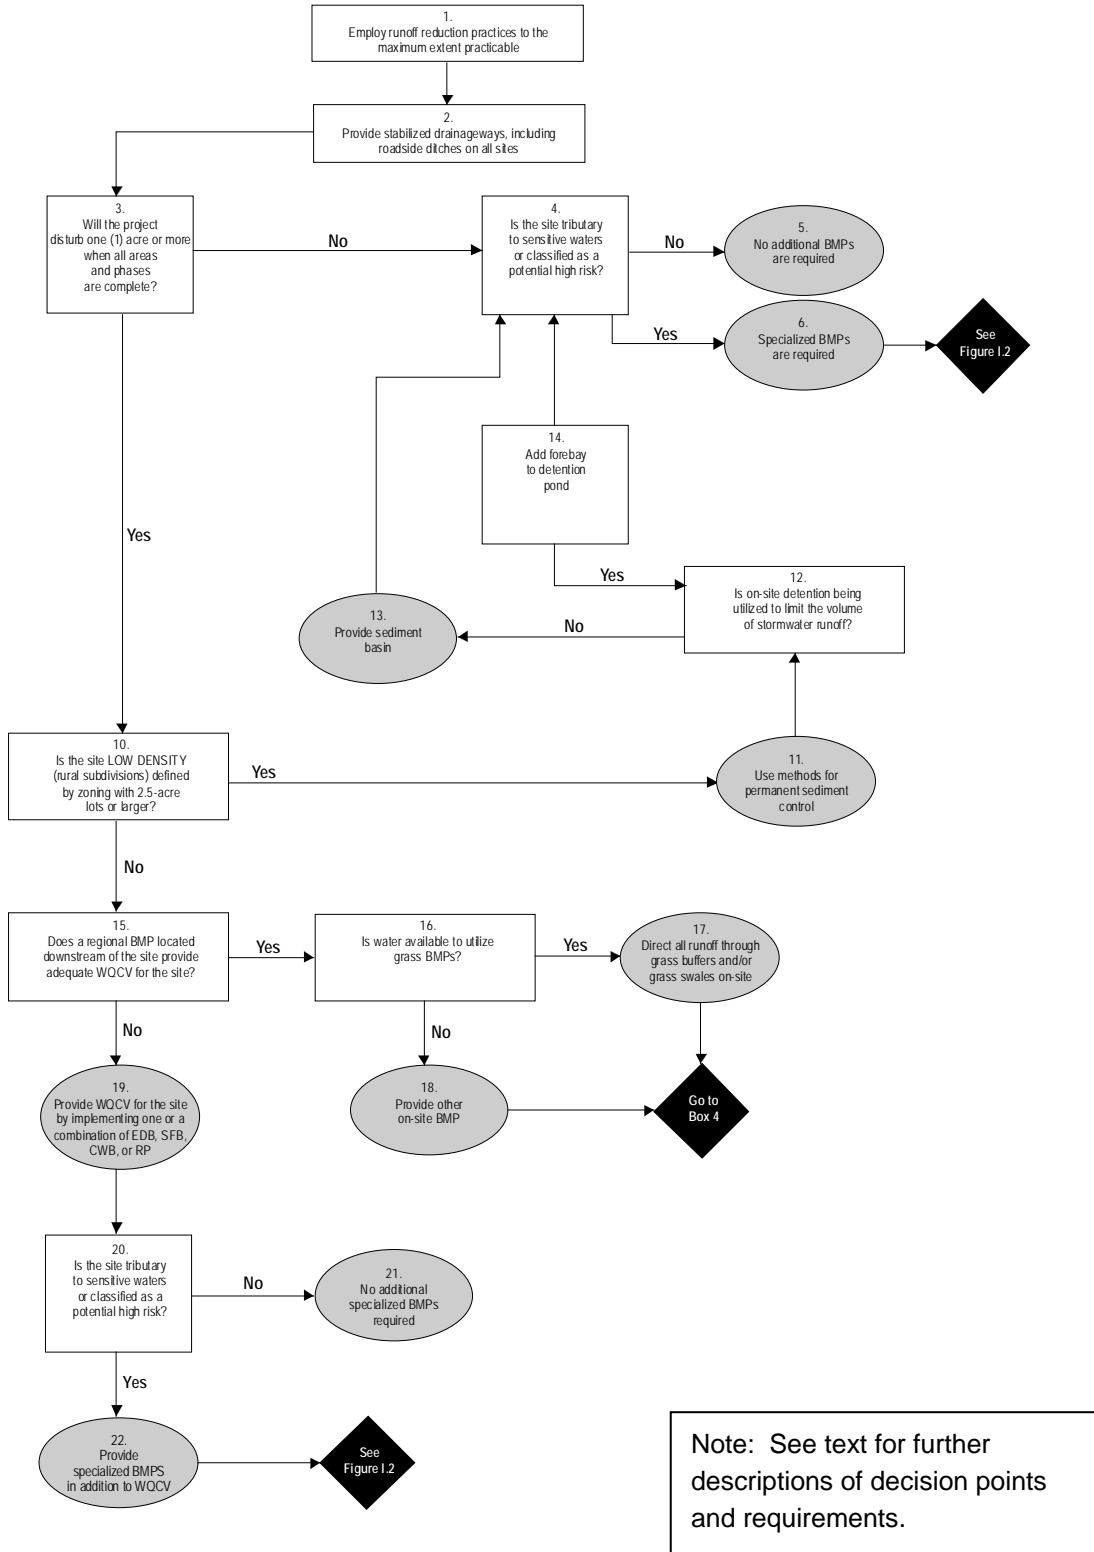 1.
Employ runoff reduction practices to the
maximum extent practicable
2.
Provide stabilized drainageways, including
roadside ditches on all sites
3.
Will the project
disturb one (1) acre or more
when all areas
and phases
are complete?
No
4.
Is the site tributary
to sensitive waters
or classified as a
potential high risk?
No
5.
No additional BMPs
are required
Yes
6.
Specialized BMPs
are required
See
Figure I.2
14.
Add forebay
to detention
pond
Yes
Yes
12.
Is on-site detention being
utilized to limit the volume
of stormwater runoff?
No
13.
Provide sediment
basin
10.
Is the site LOW DENSITY
(rural subdivisions) defined
by zoning with 2.5-acre
lots or larger?
Yes
11.
Use methods for
permanent sediment
control
No
15.
Does a regional BMP located
downstream of the site provide
adequate WQCV for the site?
Yes
16.
Is water available to utilize
grass BMPs?
Yes
17.
Direct all runoff through
grass buffers and/or
grass swales on-site
No
No
19.
Provide WQCV for the site
by implementing one or a
combination of EDB, SFB,
CWB, or RP
18.
Provide other
on-site BMP
Go to
Box 4
20.
Is the site tributary
to sensitive waters
or classified as a
potential high risk?
No
21.
No additional
specialized BMPs
required
Yes
22.
Provide
specialized BMPS
in addition to WQCV
See
Figure I.2
Note: See text for further
descriptions of decision points
and requirements.